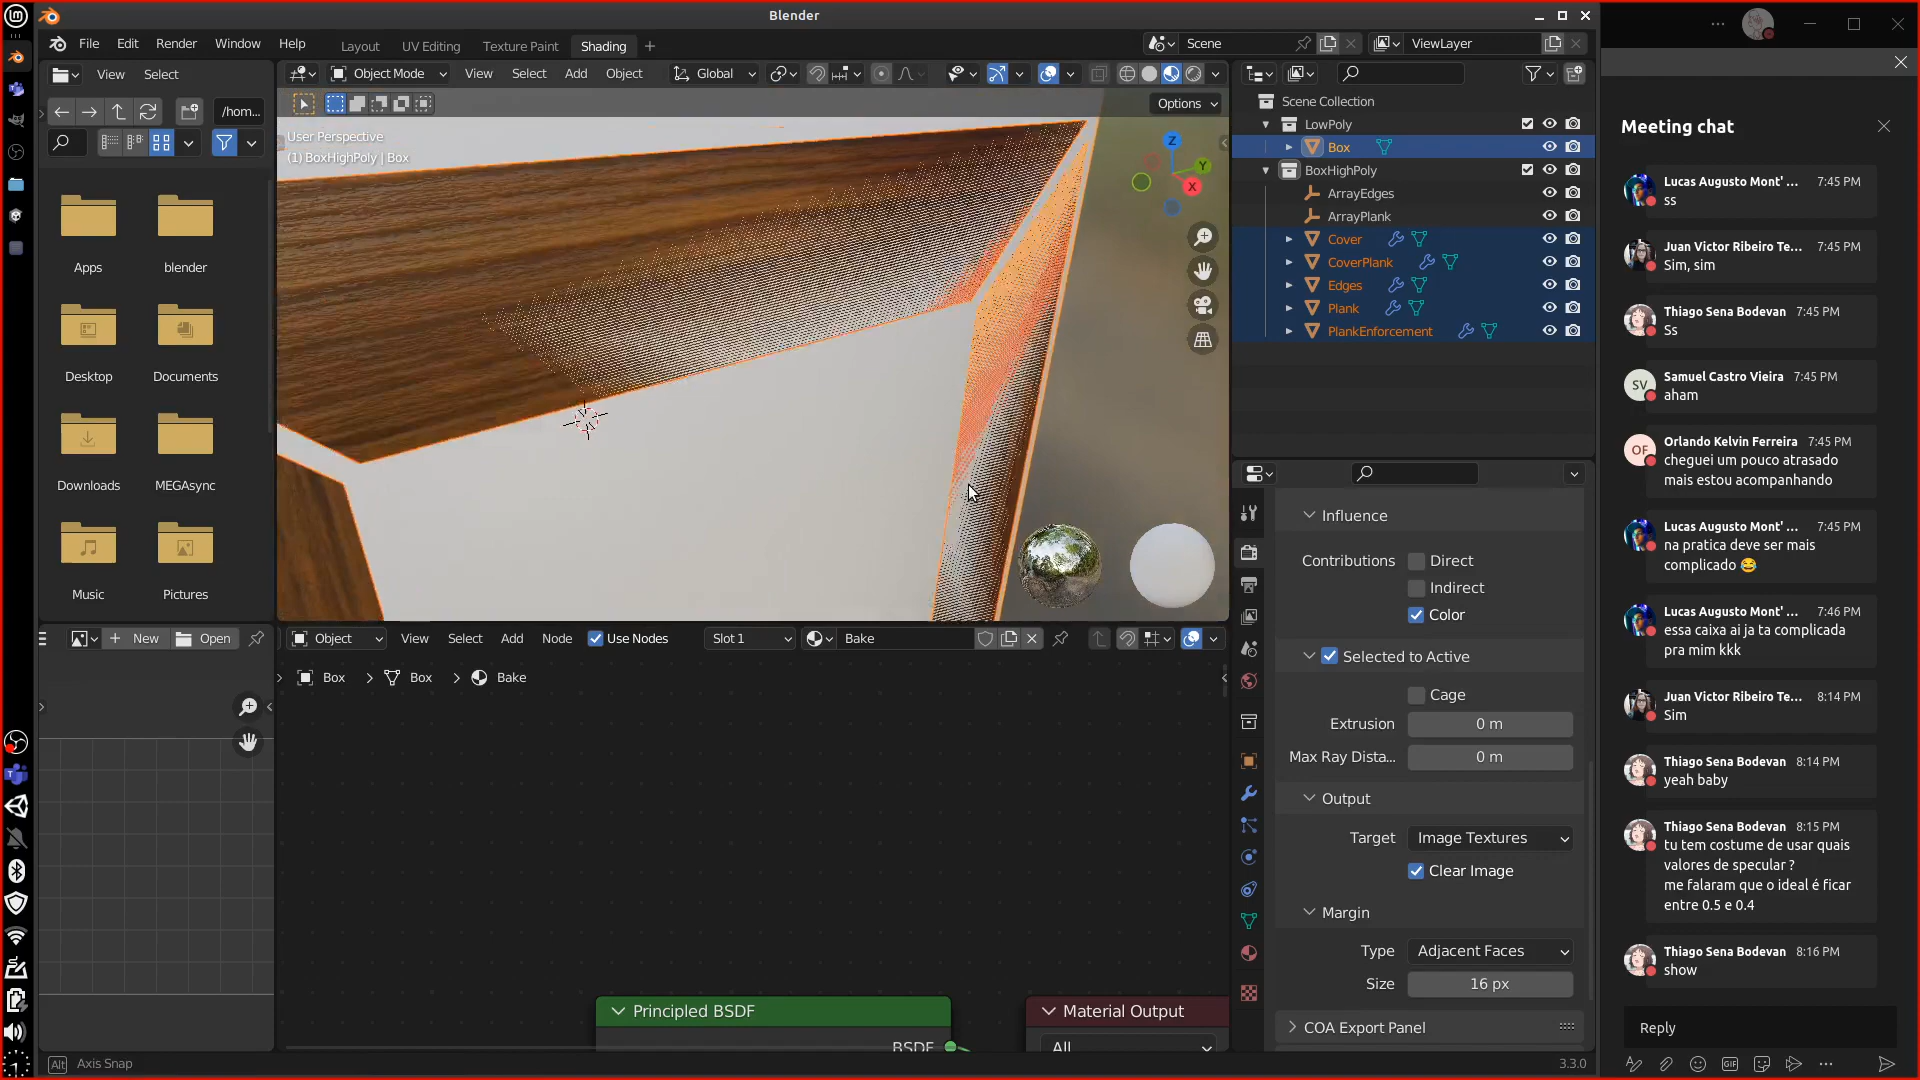 Blender
File Edit Render Window Help
Layout UV Editing Texture Paint Shading
Scene
ViewLayer
View Select
Object Mode View Select Add Object Global
/hom...
Options
User Perspective
(1) BoxHighPoly | Box
Z
Y
X
Apps
blender
Desktop
Documents
Downloads
MEGAsync
Music
Pictures
New Open
Object View Select Add Node Use Nodes Slot 1 Bake
Box Box Bake
Principled BSDF
BSDF
Material Output
All
Alt Axis Snap
3.3.0
Scene Collection
LowPoly
Box
BoxHighPoly
ArrayEdges
ArrayPlank
Cover
CoverPlank
Edges
Plank
PlankEnforcement
Influence
Contributions Direct
Indirect
Color
Selected to Active
Cage
Extrusion 0 m
Max Ray Dista... 0 m
Output
Target Image Textures
Clear Image
Margin
Type Adjacent Faces
Size 16 px
COA Export Panel
Meeting chat
Lucas Augusto Mont' ... 7:45 PM
ss
Juan Victor Ribeiro Te... 7:45 PM
Sim, sim
Thiago Sena Bodevan 7:45 PM
Ss
SV
Samuel Castro Vieira 7:45 PM
aham
OF
Orlando Kelvin Ferreira 7:45 PM
cheguei um pouco atrasado
mais estou acompanhando
Lucas Augusto Mont' ... 7:45 PM
na pratica deve ser mais
complicado 😂
Lucas Augusto Mont' ... 7:46 PM
essa caixa ai ja ta complicada
pra mim kkk
Juan Victor Ribeiro Te... 8:14 PM
Sim
Thiago Sena Bodevan 8:14 PM
yeah baby
Thiago Sena Bodevan 8:15 PM
tu tem costume de usar quais
valores de specular ?
me falaram que o ideal é ficar
entre 0.5 e 0.4
Thiago Sena Bodevan 8:16 PM
show
Reply
GIF